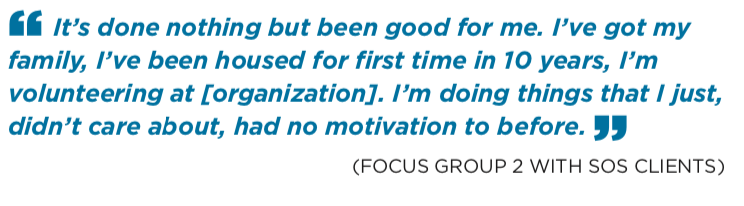 “ It’s done nothing but been good for me. I’ve got my
family, I’ve been housed for first time in 10 years, I’m
volunteering at [organization]. I’m doing things that I just,
didn’t care about, had no motivation to before. ”
(FOCUS GROUP 2 WITH SOS CLIENTS)